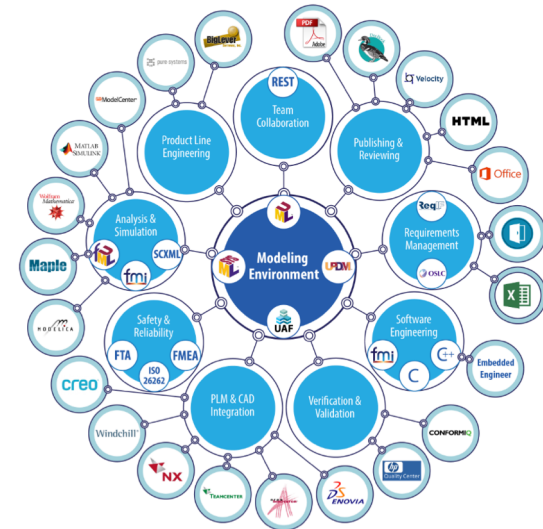 PDF
Adobe
BigLever
pure systems
Velocity
ModelCenter
REST
Team
Collaboration
HTML
Product Line
Engineering
Publishing &
Reviewing
MATLAB
SIMULINK
Office
Wolfram
Mathematica
Analysis &
Simulation
SCXML
fmi
ReqIF
Requirements
Management
OSLC
Maple
Modeling
Environment
UPDM
UAF
MODELICA
Safety &
Reliability
FTA
FMEA
ISO
26262
Software
Engineering
fmi
C++
C
Embedded
Engineer
creo
PLM & CAD
Integration
Verification &
Validation
Windchill
CONFORMIQ
NX
TEAMCENTER
ENOVIA
hp
Quality Center